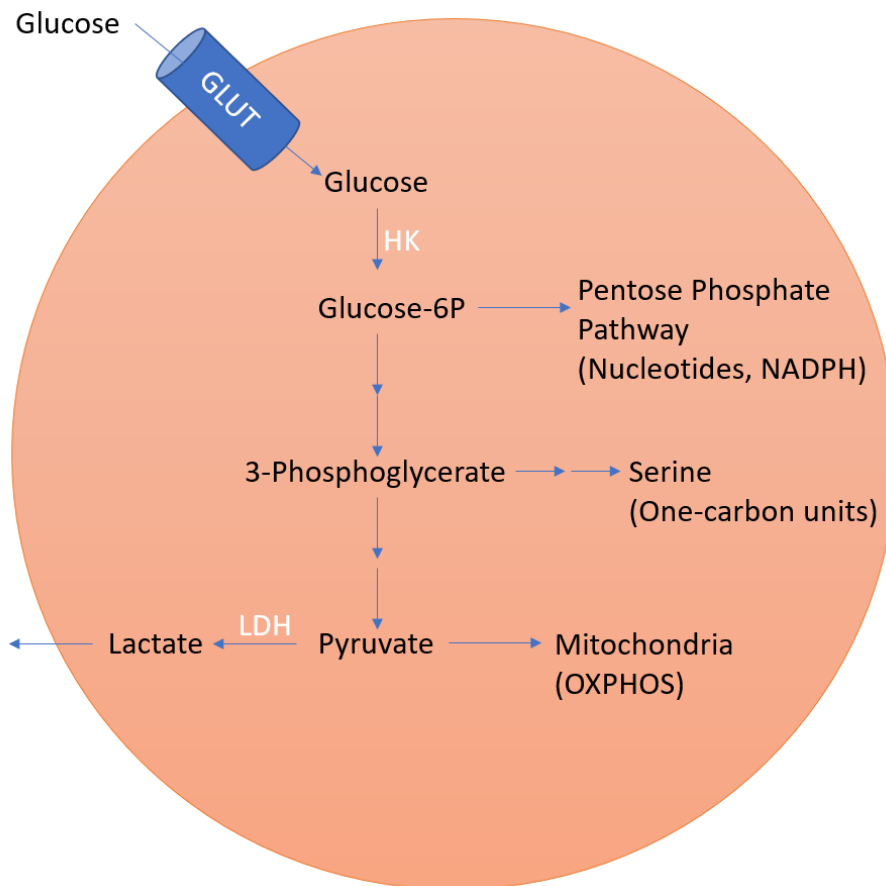 Glucose
GLUT
Glucose
HK
Glucose-6P
Pentose Phosphate
Pathway
(Nucleotides, NADPH)
3-Phosphoglycerate
Serine
(One-carbon units)
Lactate
LDH
Pyruvate
Mitochondria
(OXPHOS)